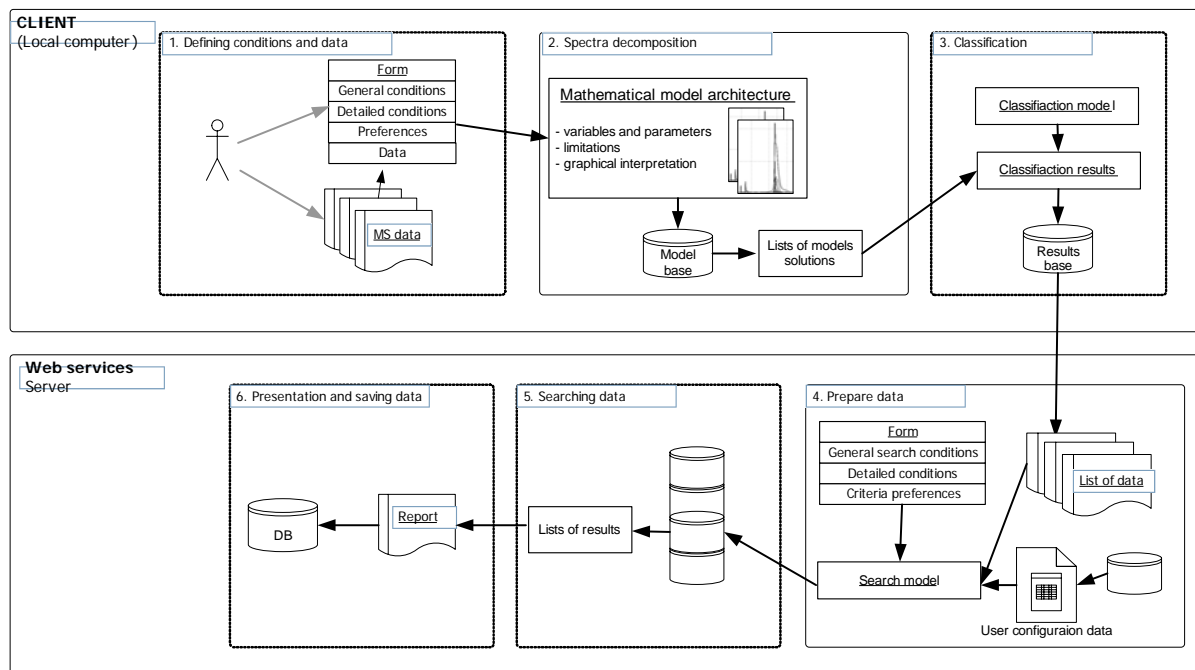 CLIENT
(Local computer)
1. Defining conditions and data
Form
General conditions
Detailed conditions
Preferences
Data
MS data
2. Spectra decomposition
Mathematical model architecture
- variables and parameters
- limitations
- graphical interpretation
Model
base
Lists of models
solutions
3. Classification
Classifiaction model
Classifiaction results
Results
base
Web services
Server
6. Presentation and saving data
DB
Report
5. Searching data
Lists of results
4. Prepare data
Form
General search conditions
Detailed conditions
Criteria preferences
List of data
Search model
User configuraion data